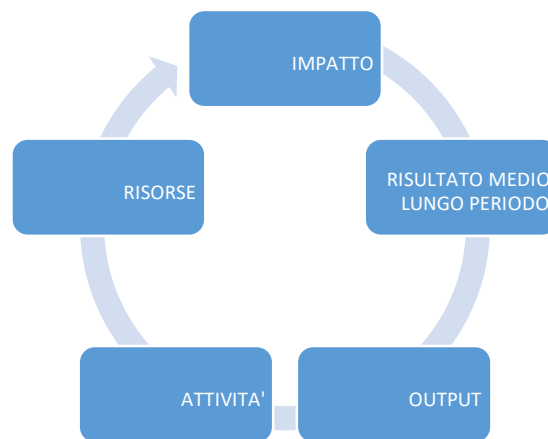 IMPATTO
RISULTATO MEDIO
LUNGO PERIODO
OUTPUT
ATTIVITA'
RISORSE